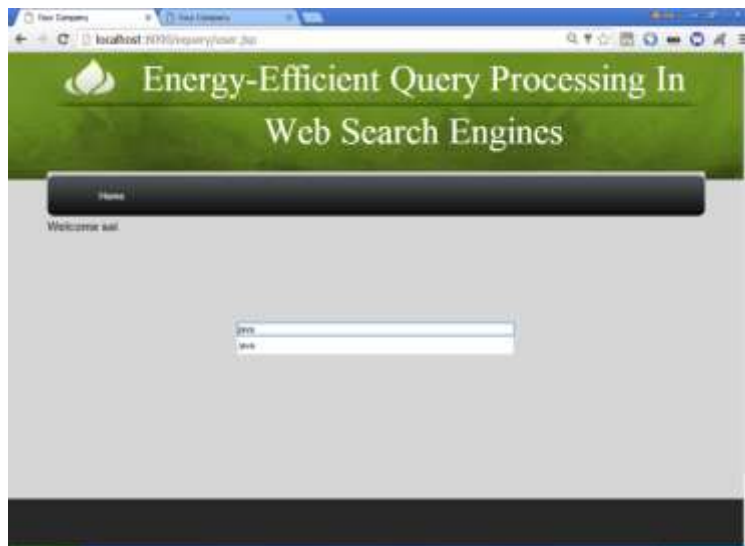 Your Company
Your Company
localhost
Energy-Efficient Query Processing In
Web Search Engines
Home
Welcome sai
java
java